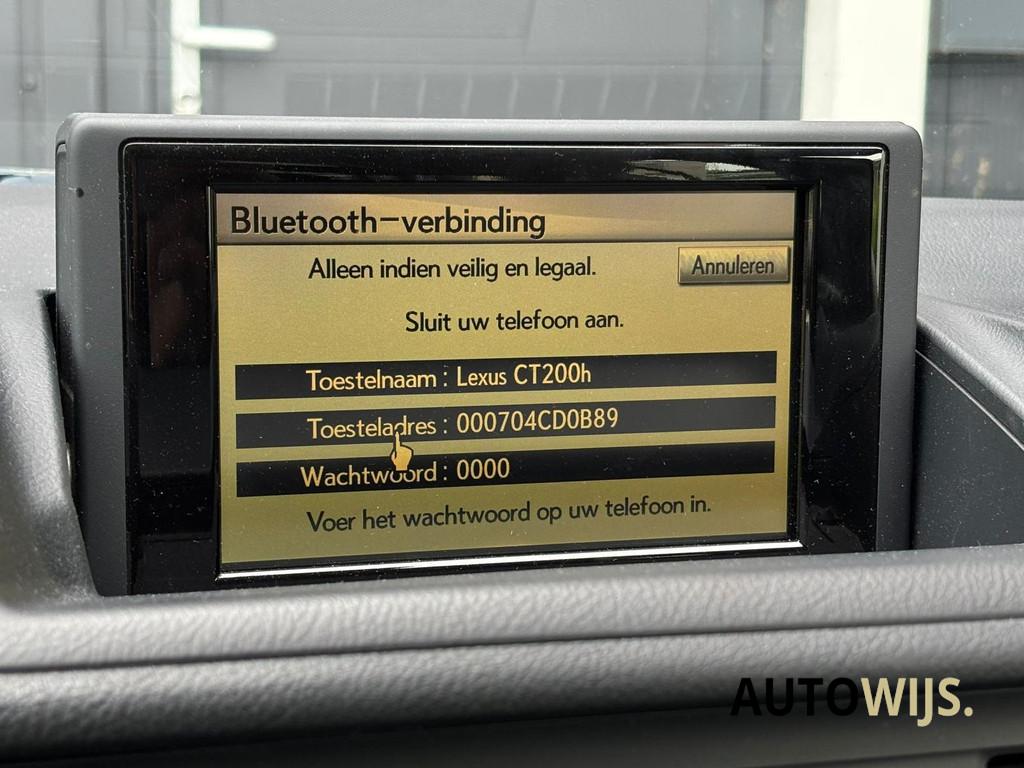 Bluetooth-verbinding
Alleen indien veilig en legaal.
Annuleren
Sluit uw telefoon aan.
Toestelnaam : Lexus CT200h
Toesteladres : 000704CD0B89
Wachtwoord : 0000
Voer het wachtwoord op uw telefoon in.
AUTOWIJS.